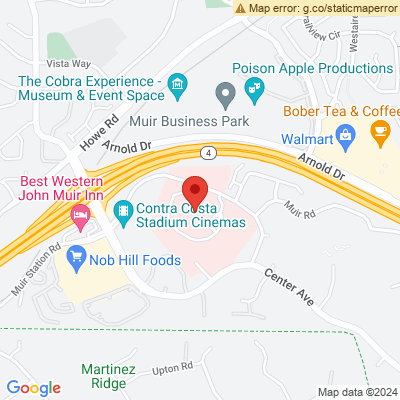 Map error: g.co/staticmaperror
Vista Way
Westaire
The Cobra Experience -
Museum & Event Space
Poison Apple Productions
Howe Rd
Muir Business Park
Bober Tea & Coffee
Arnold Dr
Walmart
4
Arnold Dr
Best Western
John Muir Inn
Contra Costa
Stadium Cinemas
Muir Rd
Muir Station Rd
Nob Hill Foods
Center Ave
Martinez
Ridge
Upton Rd
Google
Map data ©2024